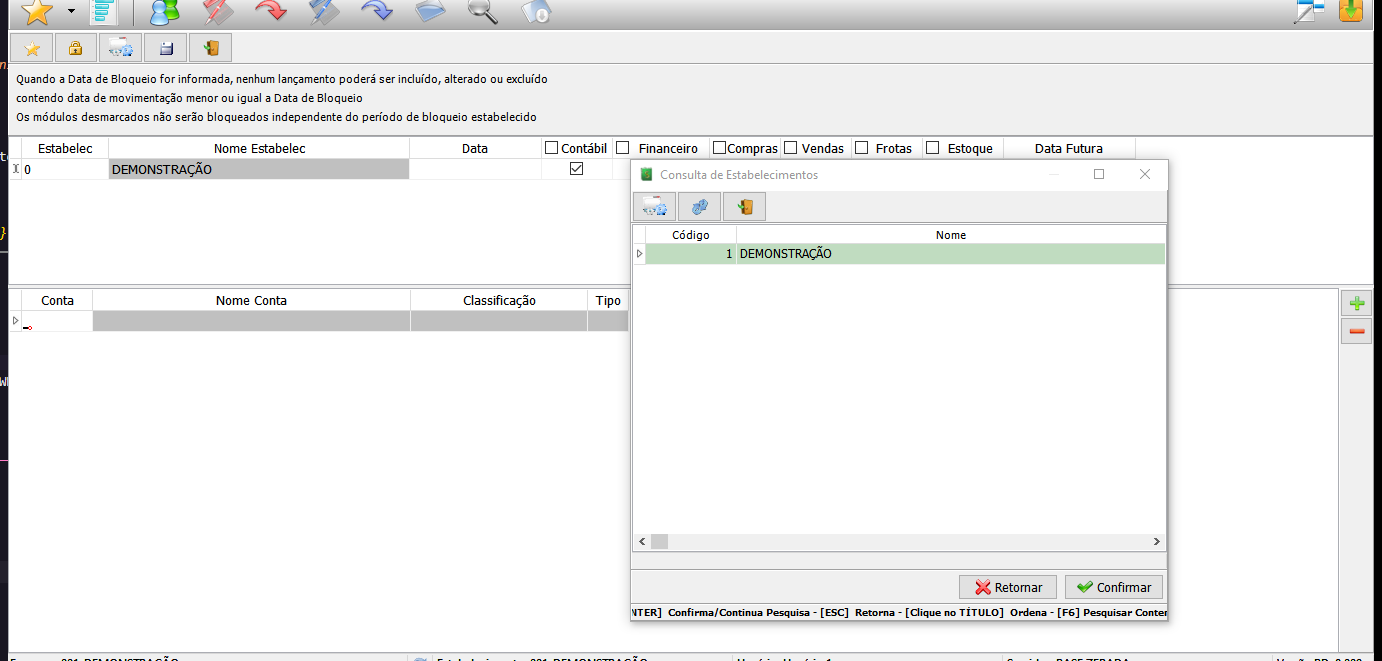 Quando a Data de Bloqueio for informada, nenhum lançamento poderá ser incluído, alterado ou excluído
contendo data de movimentação menor ou igual a Data de Bloqueio
Os módulos desmarcados não serão bloqueados independente do período de bloqueio estabelecido
Estabelec Nome Estabelec Data Contábil Financeiro Compras Vendas Frotas Estoque Data Futura
0 DEMONSTRAÇÃO
Consulta de Estabelecimentos
Código Nome
1 DEMONSTRAÇÃO
Conta Nome Conta Classificação Tipo
Retornar Confirmar
Confirma/Continua Pesquisa - [ESC] Retorna - [Clique no TÍTULO] Ordena - [F6] Pesquisar